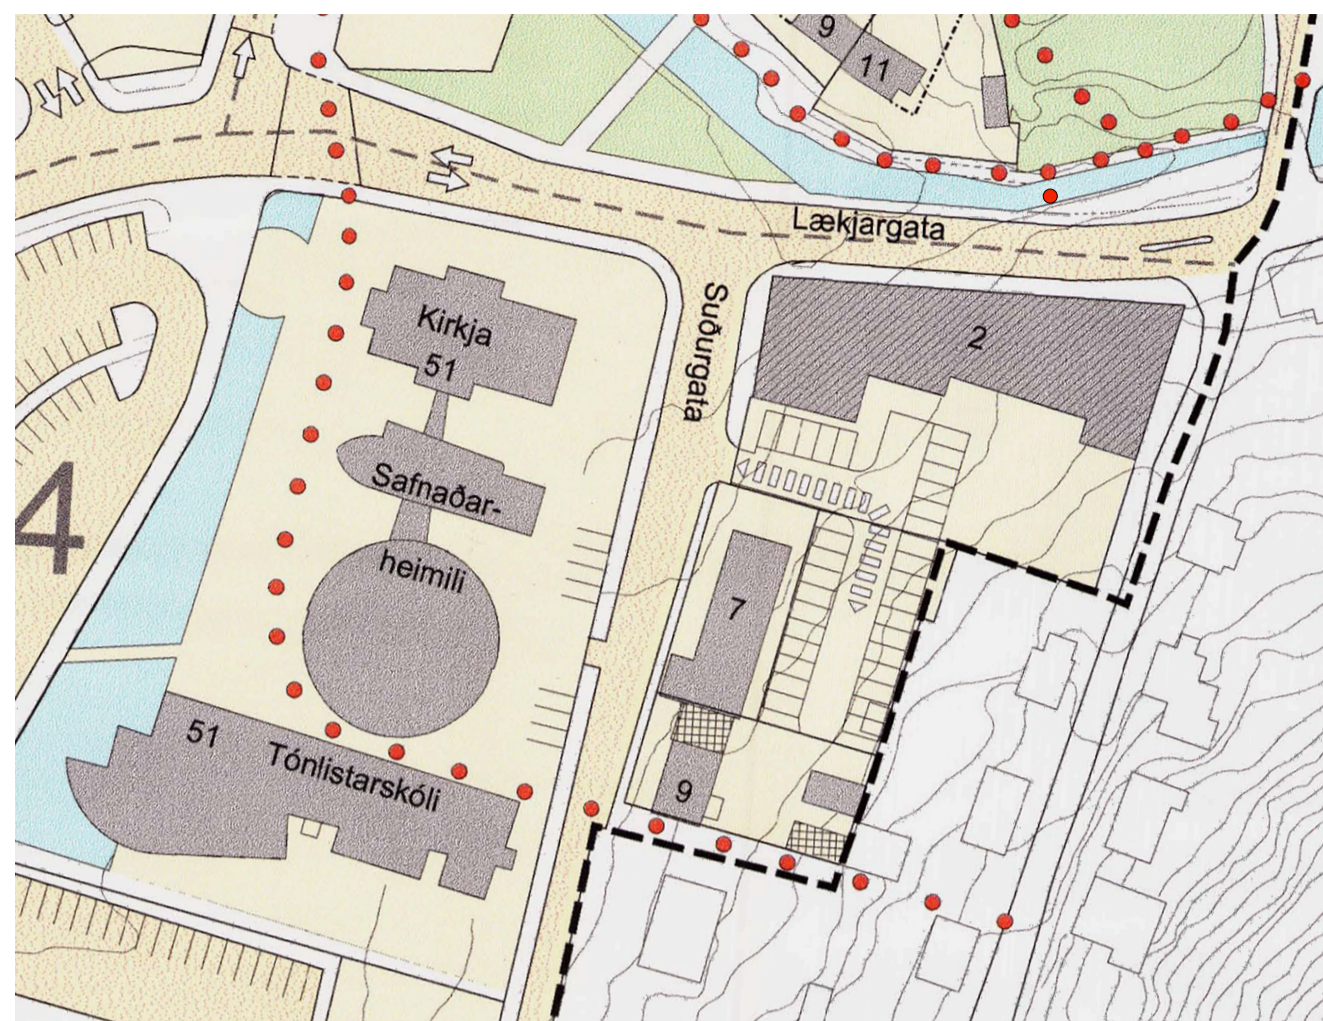 9
11
Lækjargata
Suðurgata
Kirkja
51
2
Safnaðar-
heimili
4
7
51
Tónlistarskóli
9